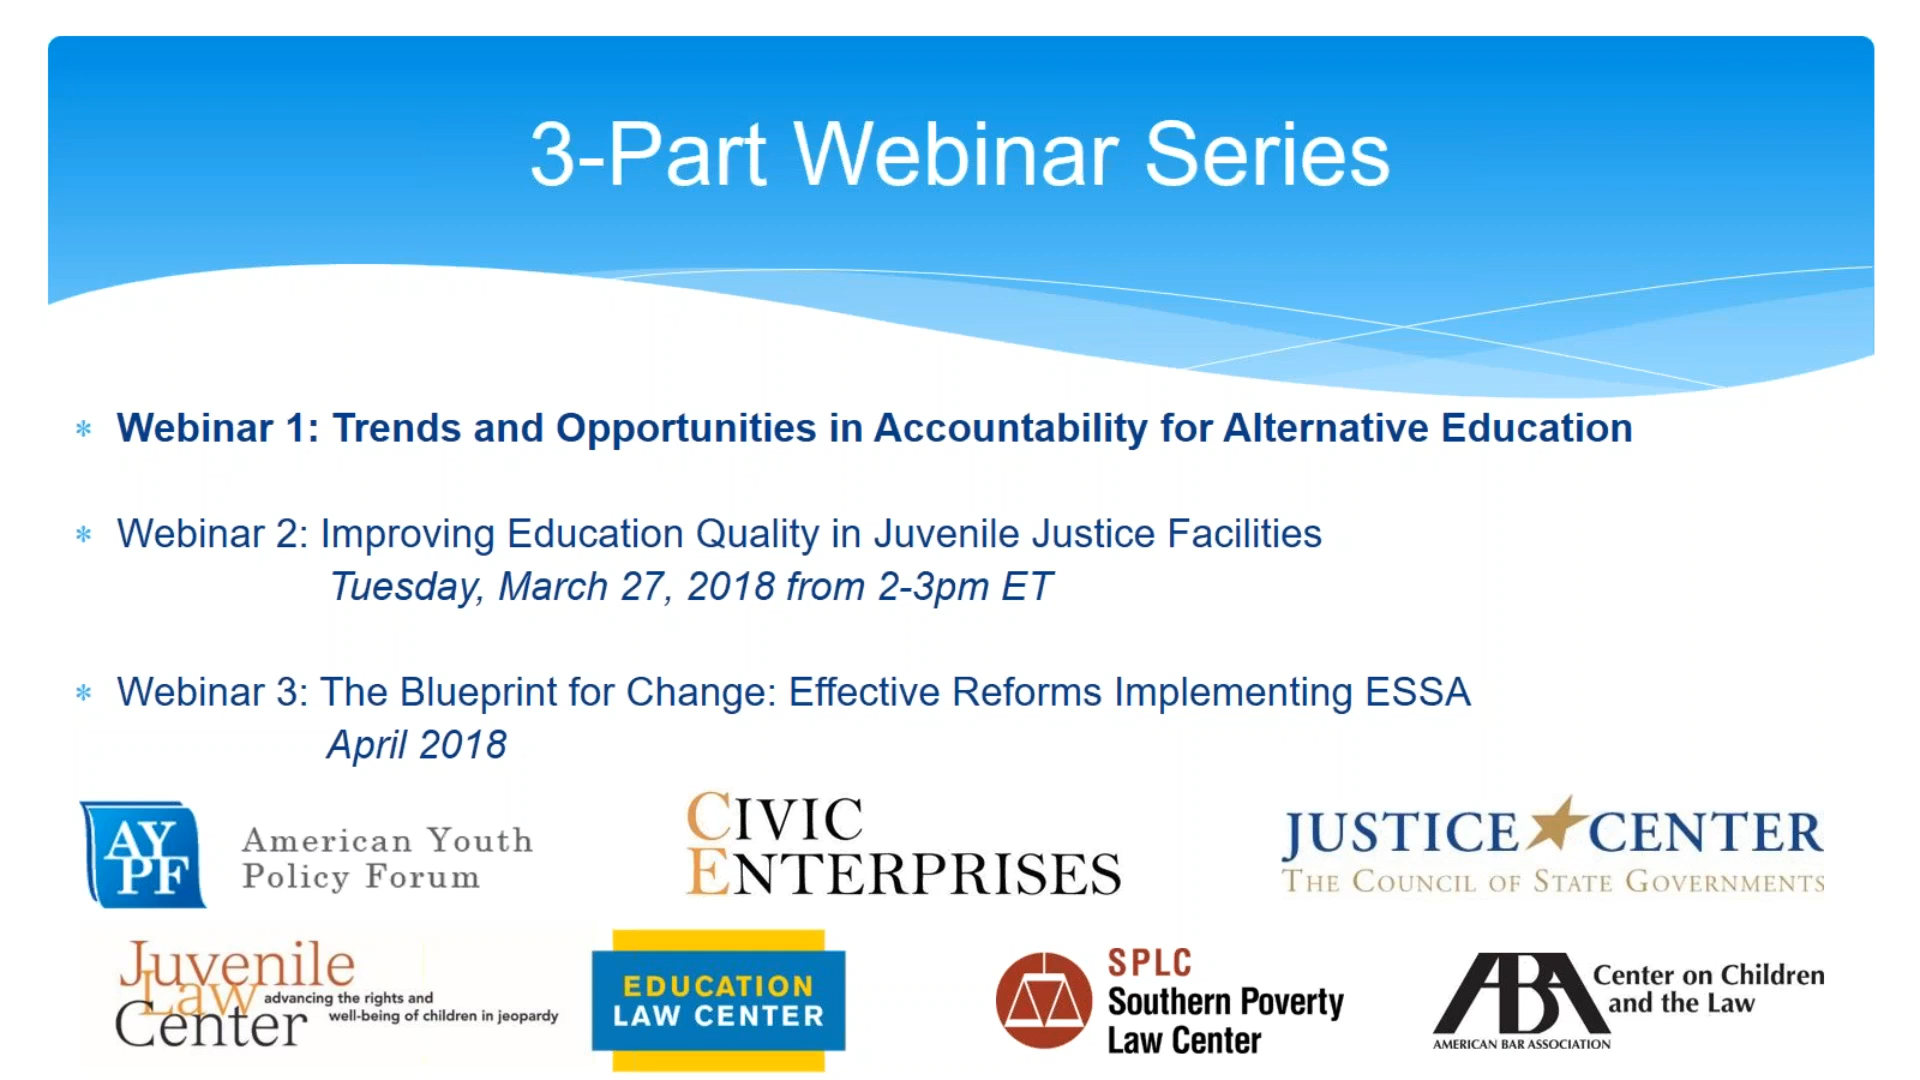 3-Part Webinar Series
* Webinar 1: Trends and Opportunities in Accountability for Alternative Education
* Webinar 2: Improving Education Quality in Juvenile Justice Facilities
Tuesday, March 27, 2018 from 2-3pm ET
* Webinar 3: The Blueprint for Change: Effective Reforms Implementing ESSA
April 2018
AY
PF
American Youth
Policy Forum
CIVIC
ENTERPRISES
JUSTICE CENTER
THE COUNCIL OF STATE GOVERNMENTS
Juvenile
Law
Center
advancing the rights and
well-being of children in jeopardy
EDUCATION
LAW CENTER
SPLC
Southern Poverty
Law Center
ABA
AMERICAN BAR ASSOCIATION
Center on Children
and the Law